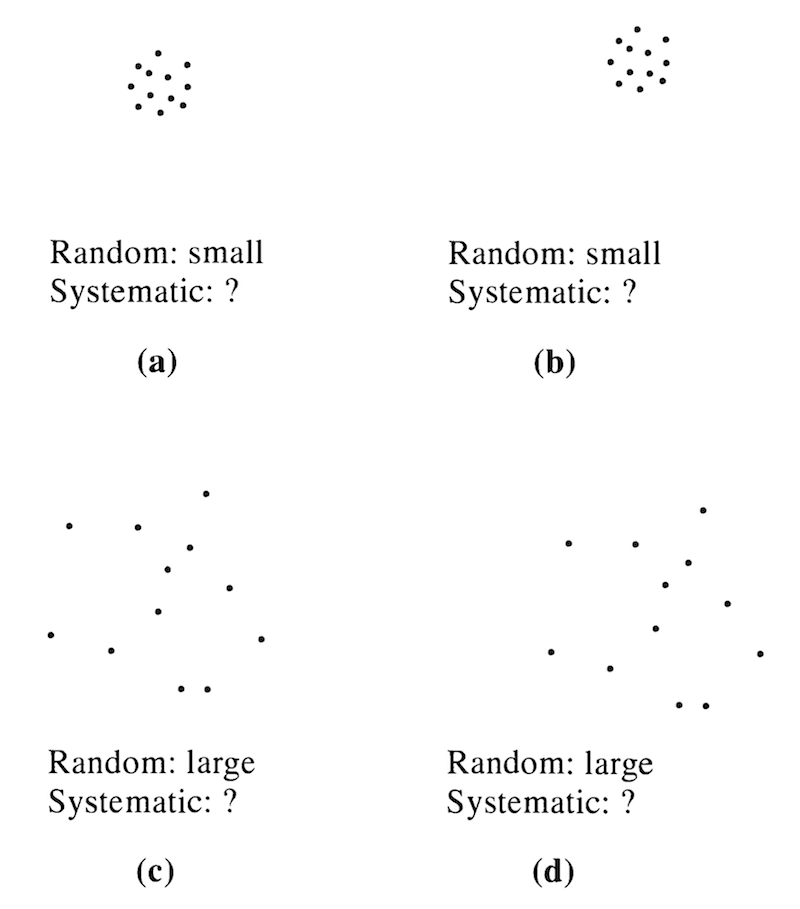 Random: small
Systematic: ?
(a)
Random: small
Systematic: ?
(b)
Random: large
Systematic: ?
(c)
Random: large
Systematic: ?
(d)